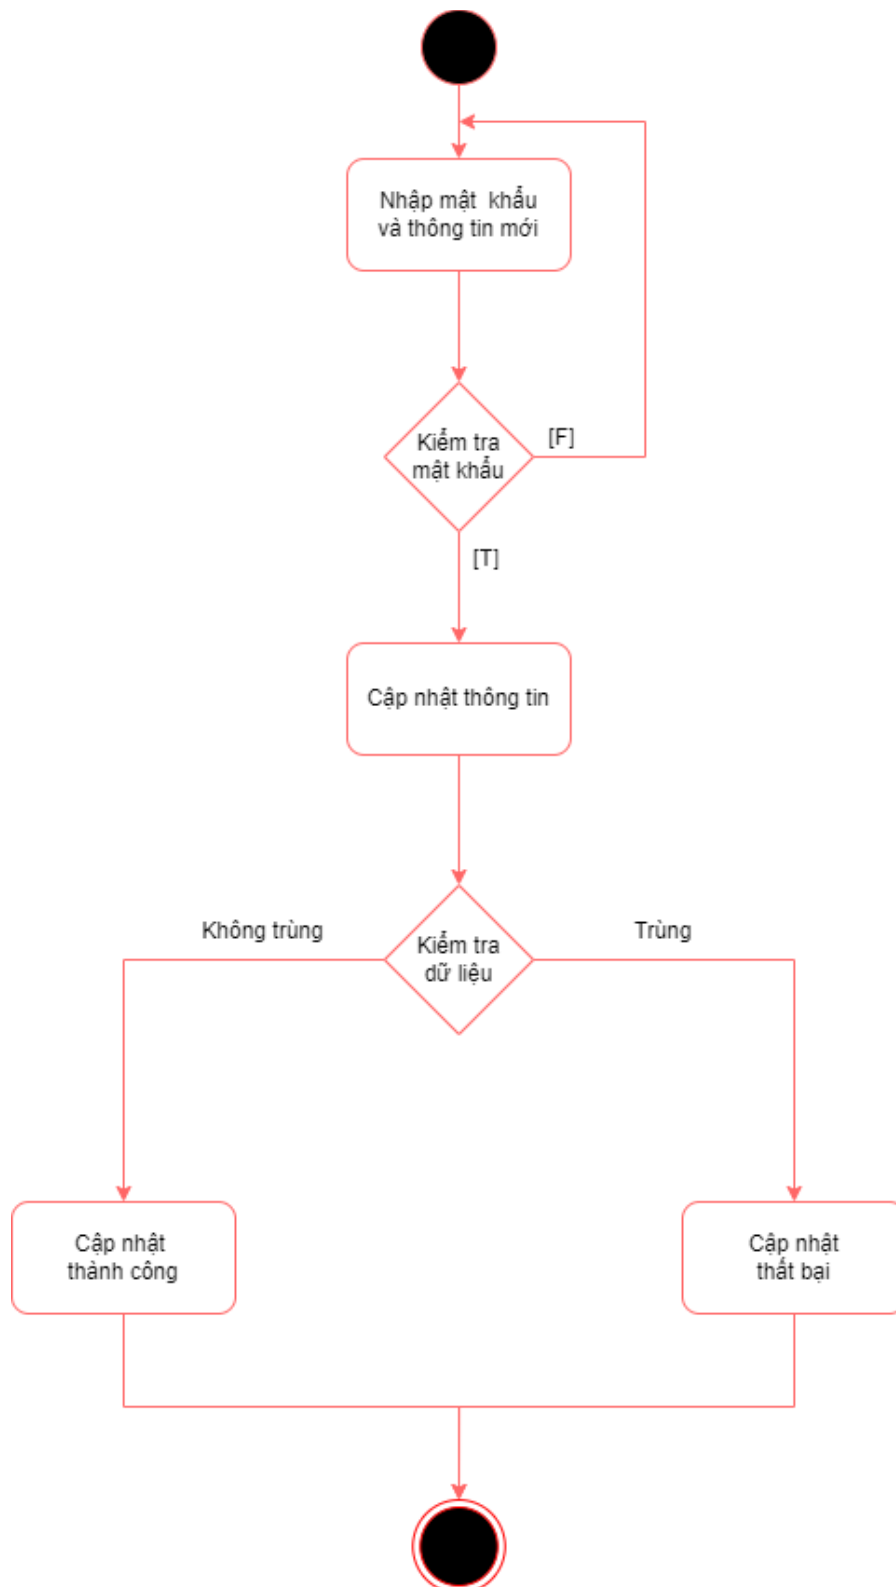 Nhập mật khẩu
và thông tin mới
Kiểm tra
mật khẩu
[F]
[T]
Cập nhật thông tin
Không trùng
Kiểm tra
dữ liệu
Trùng
Cập nhật
thành công
Cập nhật
thất bại